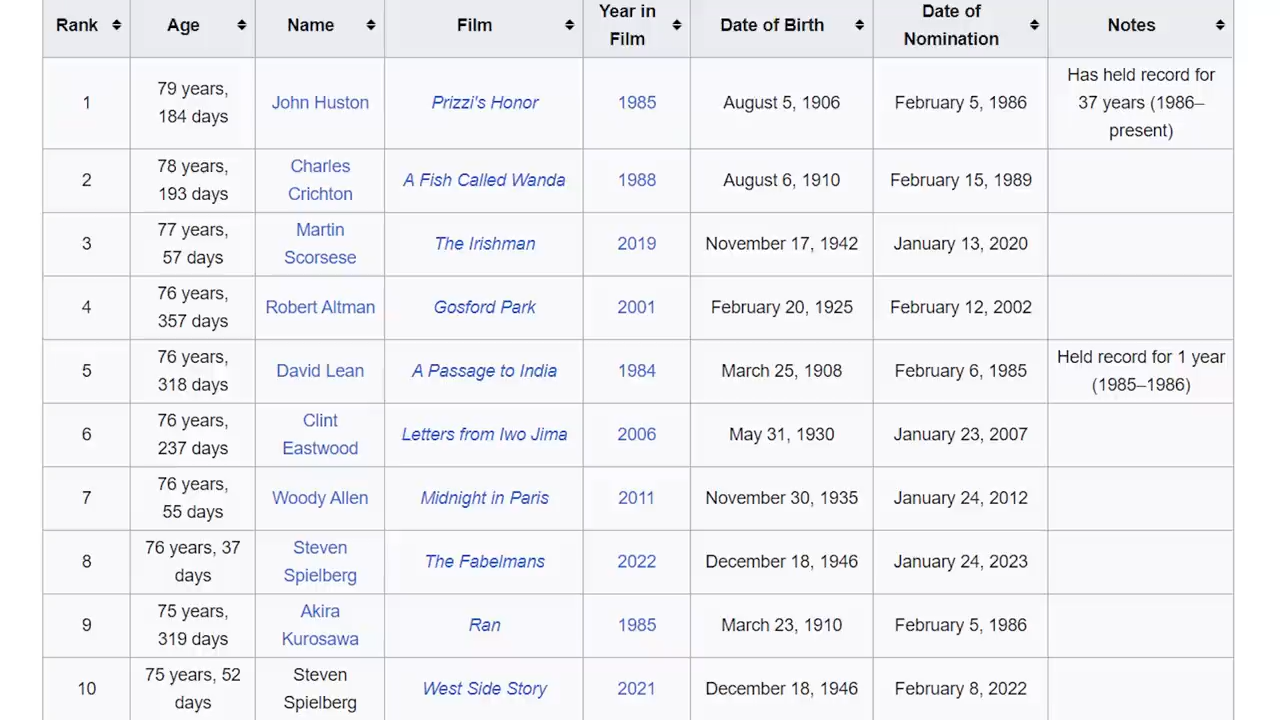 Rank Age Name Film Year in Film Date of Birth Date of Nomination Notes
1 79 years, 184 days John Huston Prizzi's Honor 1985 August 5, 1906 February 5, 1986 Has held record for 37 years (1986–present)
2 78 years, 193 days Charles Crichton A Fish Called Wanda 1988 August 6, 1910 February 15, 1989
3 77 years, 57 days Martin Scorsese The Irishman 2019 November 17, 1942 January 13, 2020
4 76 years, 357 days Robert Altman Gosford Park 2001 February 20, 1925 February 12, 2002
5 76 years, 318 days David Lean A Passage to India 1984 March 25, 1908 February 6, 1985 Held record for 1 year (1985–1986)
6 76 years, 237 days Clint Eastwood Letters from Iwo Jima 2006 May 31, 1930 January 23, 2007
7 76 years, 55 days Woody Allen Midnight in Paris 2011 November 30, 1935 January 24, 2012
8 76 years, 37 days Steven Spielberg The Fabelmans 2022 December 18, 1946 January 24, 2023
9 75 years, 319 days Akira Kurosawa Ran 1985 March 23, 1910 February 5, 1986
10 75 years, 52 days Steven Spielberg West Side Story 2021 December 18, 1946 February 8, 2022